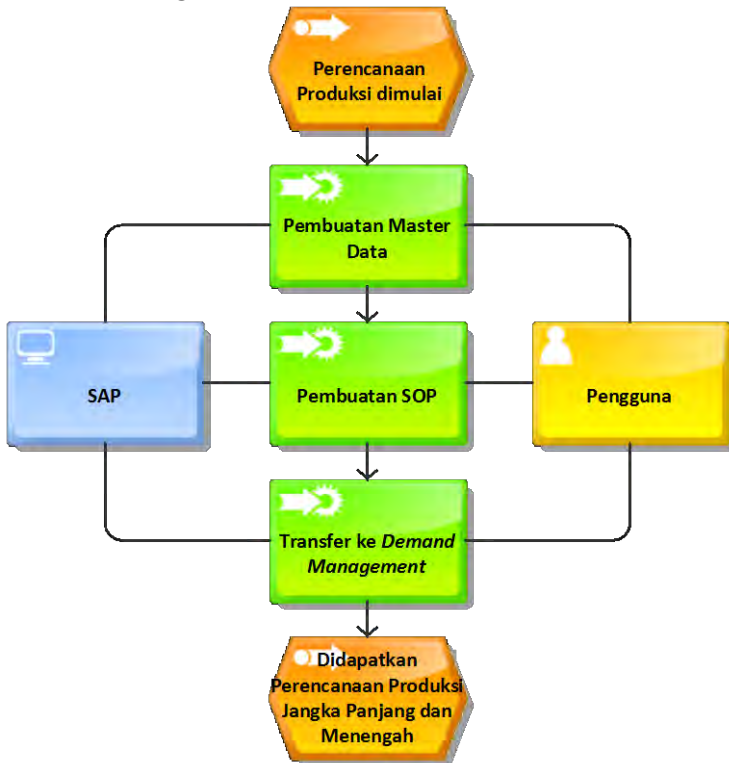 Perencanaan
Produksi dimulai
Pembuatan Master
Data
SAP
Pembuatan SOP
Pengguna
Transfer ke Demand
Management
Didapatkan
Perencanaan Produksi
Jangka Panjang dan
Menengah